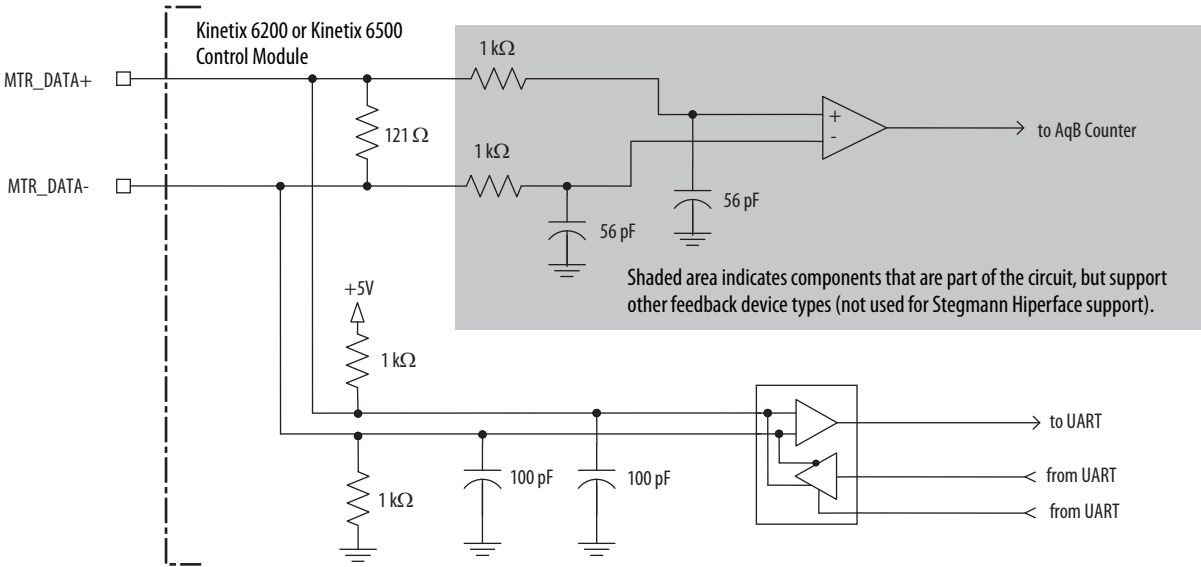 Kinetix 6200 or Kinetix 6500
Control Module
1 kΩ
MTR_DATA+
121 Ω
+
-
to AqB Counter
1 kΩ
MTR_DATA-
56 pF
56 pF
Shaded area indicates components that are part of the circuit, but support
other feedback device types (not used for Stegmann Hiperface support).
+5V
1 kΩ
to UART
100 pF
100 pF
from UART
1 kΩ
from UART